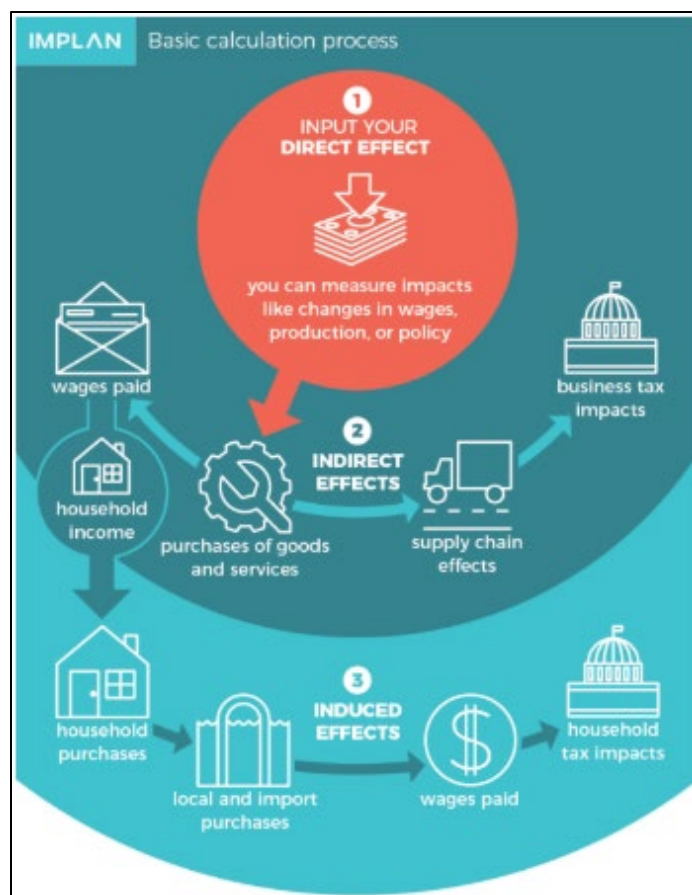 IMPLAN
Basic calculation process
1
INPUT YOUR
DIRECT EFFECT
you can measure impacts
like changes in wages,
production, or policy
wages paid
business tax
impacts
2
INDIRECT
EFFECTS
household
income
purchases of goods
and services
supply chain
effects
3
INDUCED
EFFECTS
household
purchases
local and import
purchases
wages paid
household
tax impacts